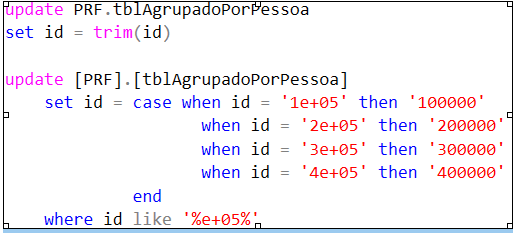 update PRF.tblAgrupadoPorPessoa
set id = trim(id)
update [PRF].[tblAgrupadoPorPessoa]
set id = case when id = '1e+05' then '100000'
when id = '2e+05' then '200000'
when id = '3e+05' then '300000'
when id = '4e+05' then '400000'
end
where id like '%e+05%'